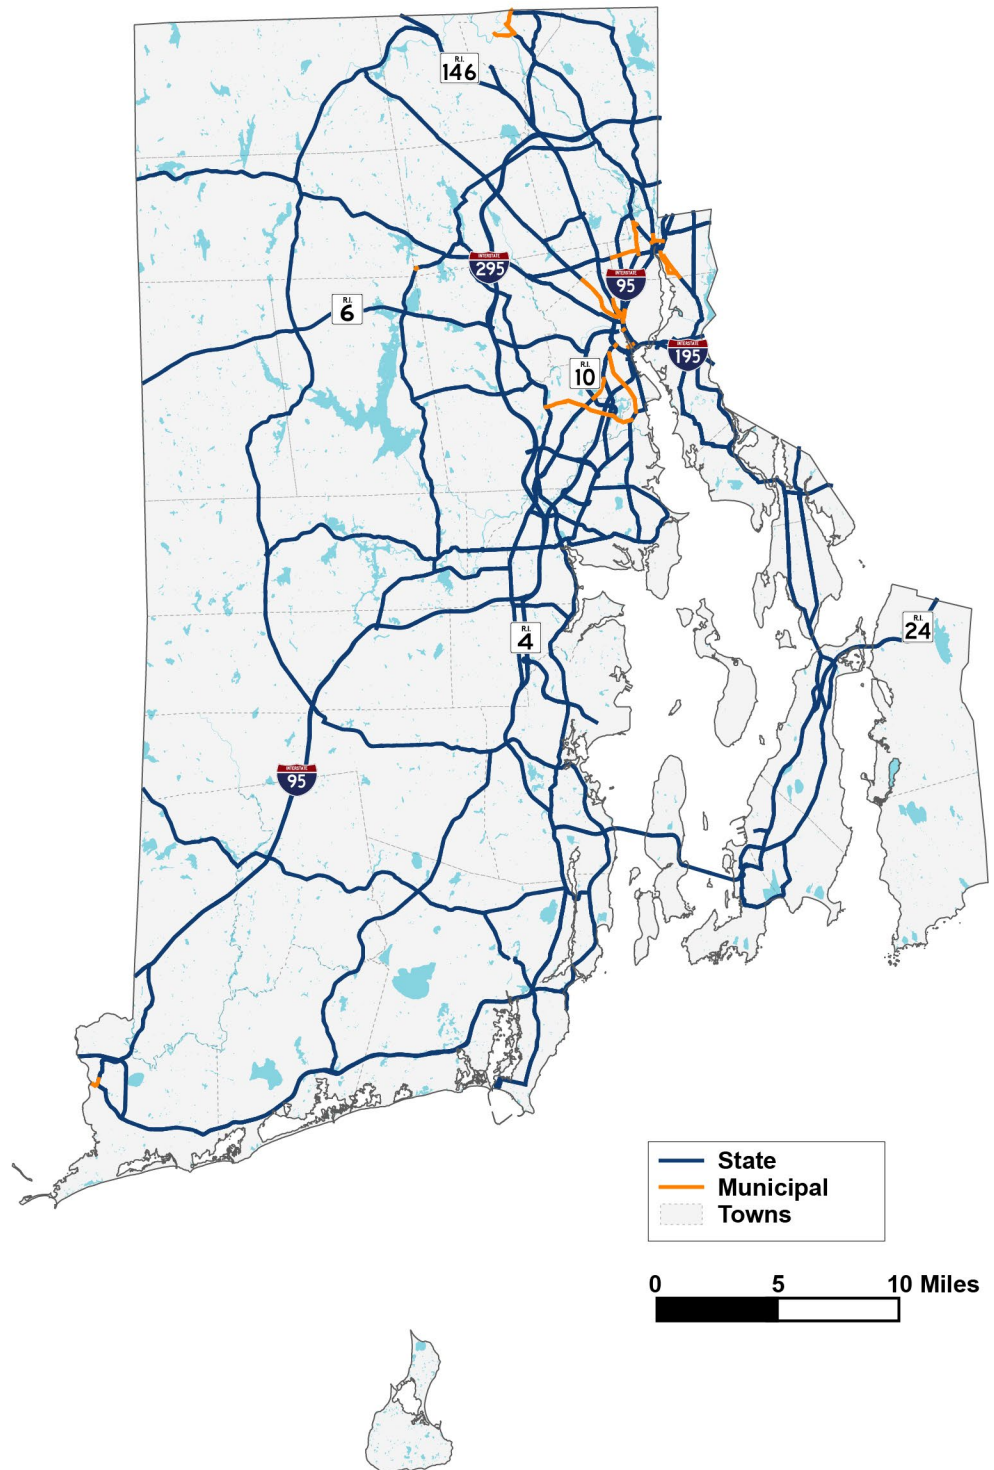 R.I.
146
INTERSTATE
295
INTERSTATE
95
R.I.
6
INTERSTATE
195
R.I.
10
R.I.
24
R.I.
4
INTERSTATE
95
State
Municipal
Towns
0 5 10 Miles